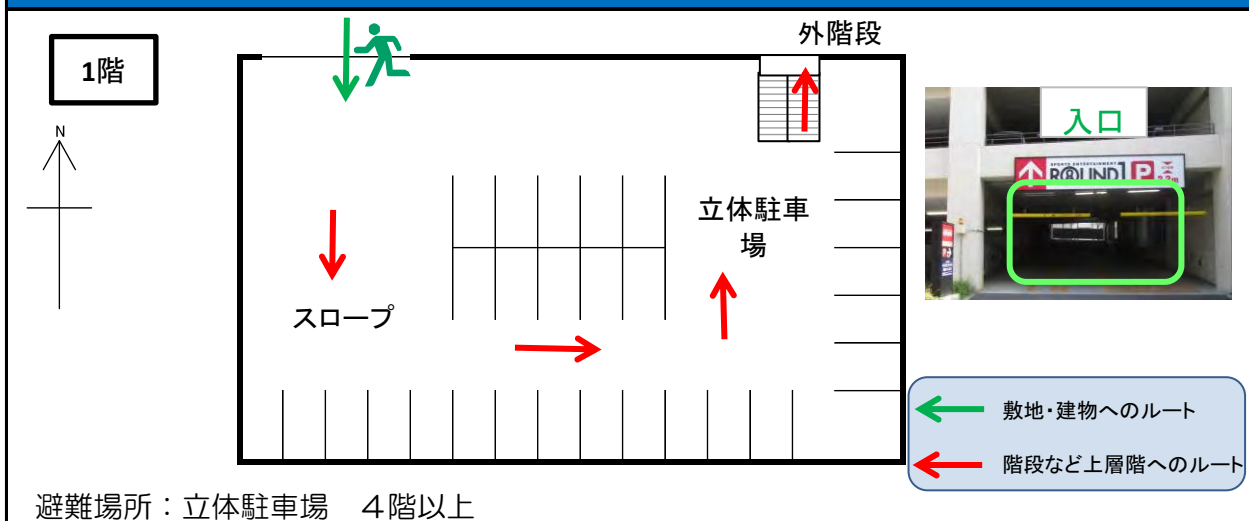 1階
N
外階段
入口
SPORTS ENTERTAINMENT
ROUND1 P
立体駐車
場
スロープ
敷地・建物へのルート
階段など上層階へのルート
避難場所：立体駐車場　4階以上